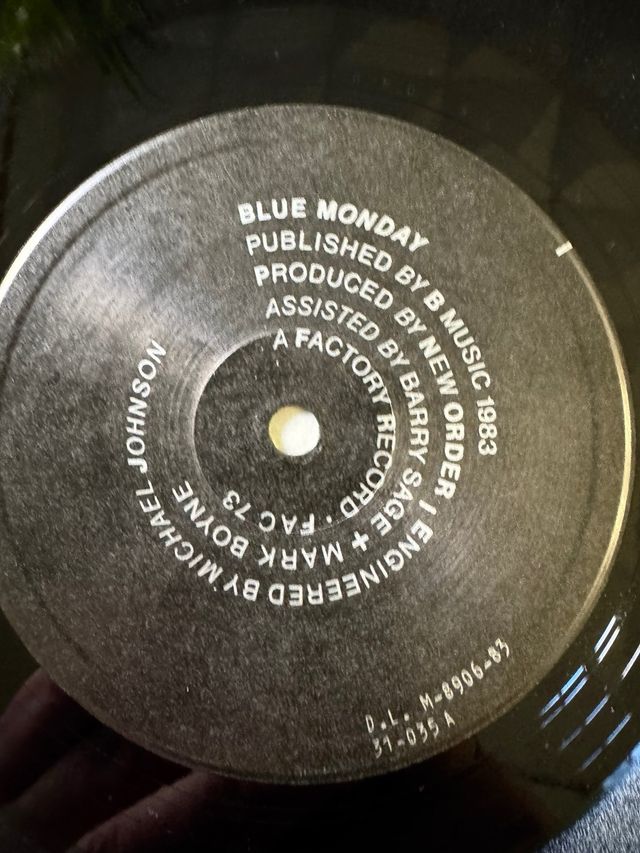 BLUE MONDAY
PUBLISHED BY B MUSIC 1983
PRODUCED BY NEW ORDER I ENGINEERED BY MICHAEL JOHNSON
ASSISTED BY BARRY SAGE + MARK BOYNE
A FACTORY RECORD · FAC 73
D.L. M-8906-83
31-035 A